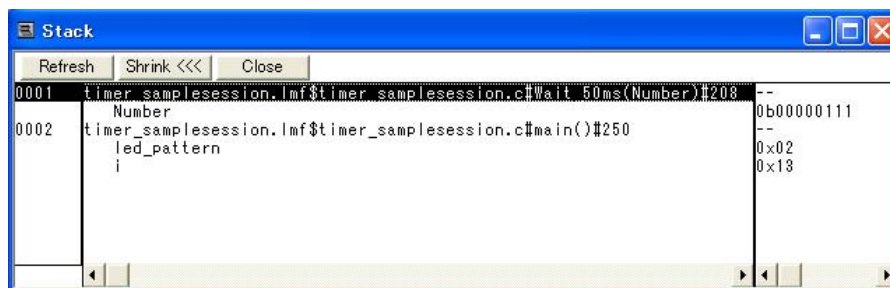 Stack
Refresh Shrink <<< Close
0001 timer_samplesession.lmf$timer_samplesession.c#Wait_50ms(Number)#208 --
Number 0b00000111
0002 timer_samplesession.lmf$timer_samplesession.c#main()#250 --
led_pattern 0x02
i 0x13